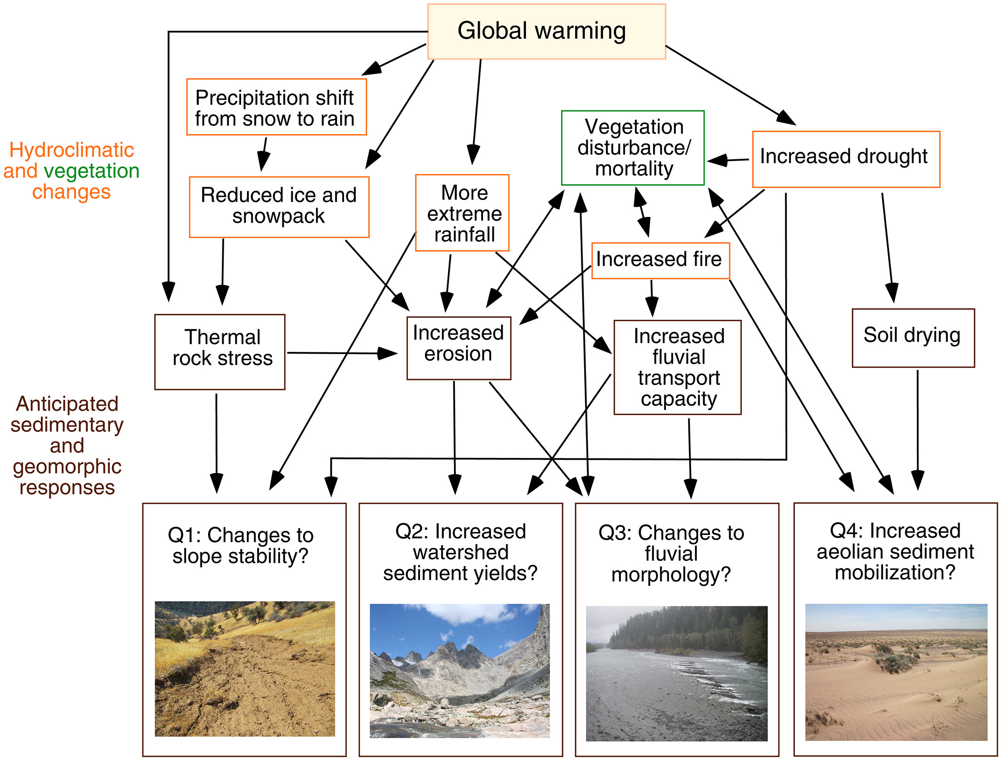 Global warming
Precipitation shift
from snow to rain
Vegetation
disturbance/
mortality
Increased drought
Hydroclimatic
and vegetation
changes
Reduced ice and
snowpack
More
extreme
rainfall
Increased fire
Thermal
rock stress
Increased
erosion
Increased
fluvial
transport
capacity
Soil drying
Anticipated
sedimentary
and
geomorphic
responses
Q1: Changes to
slope stability?
Q2: Increased
watershed
sediment yields?
Q3: Changes to
fluvial
morphology?
Q4: Increased
aeolian sediment
mobilization?